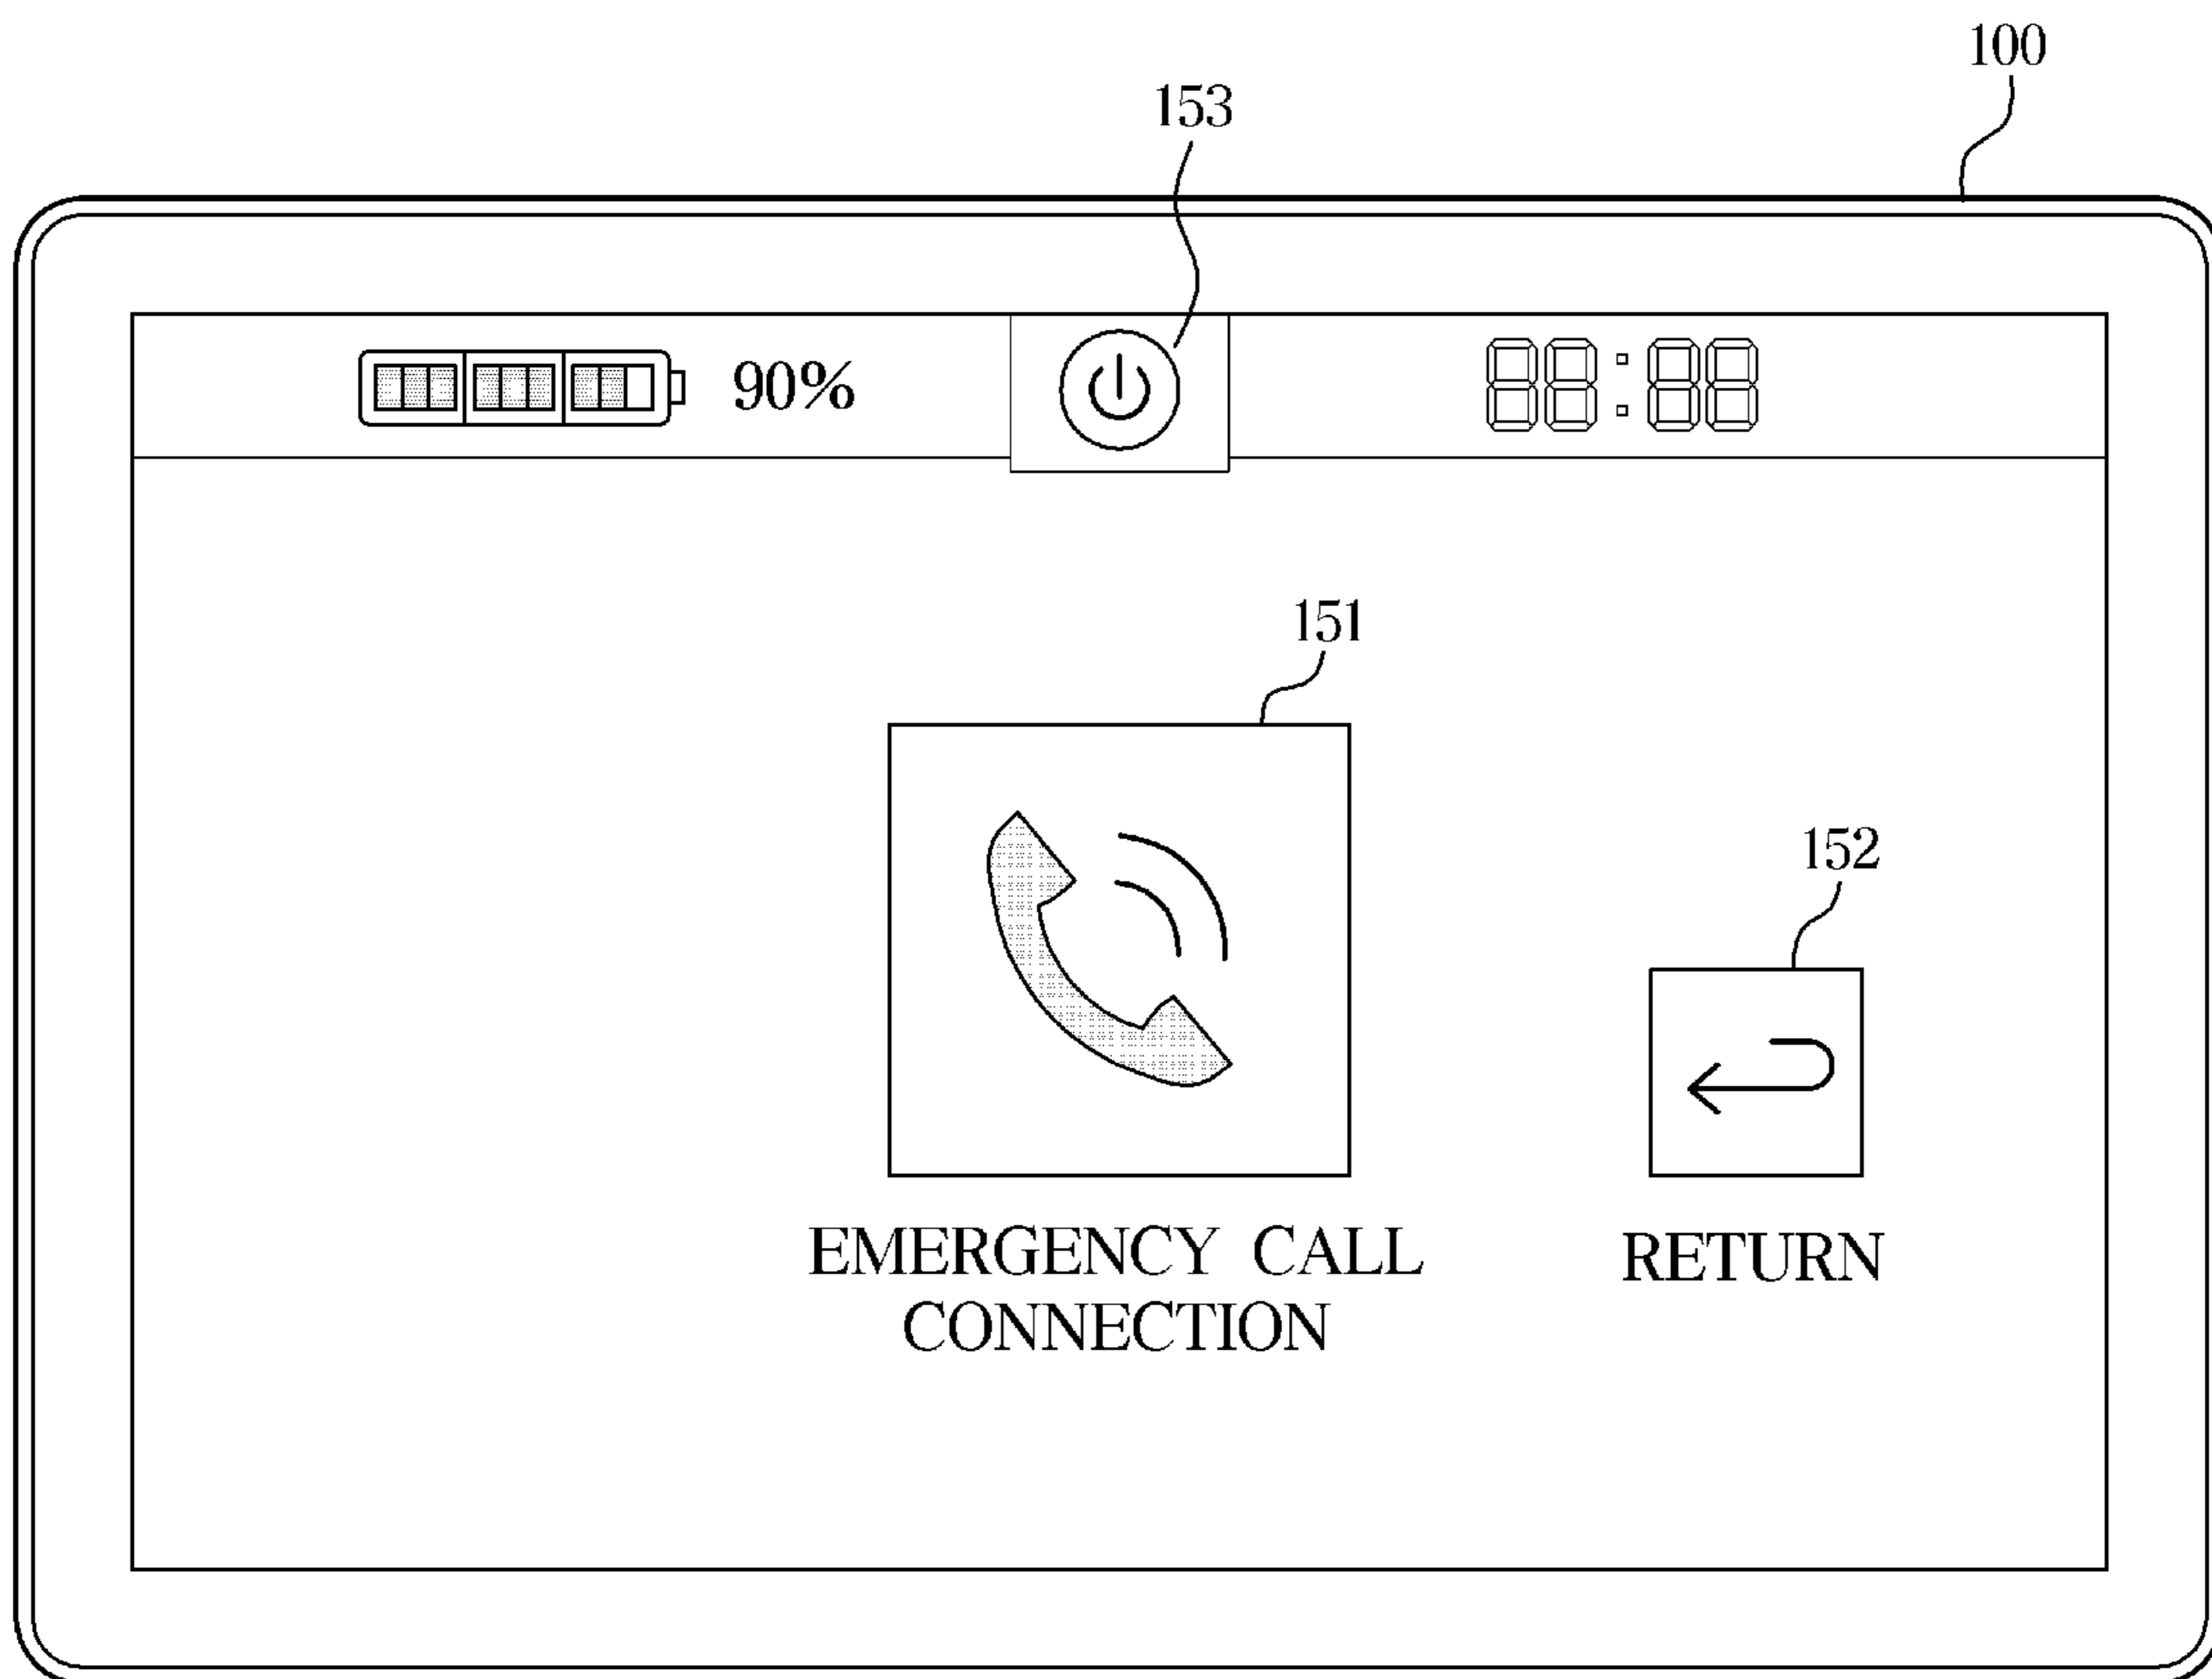 100
153
90% 88:88
151
152
EMERGENCY CALL
CONNECTION
RETURN